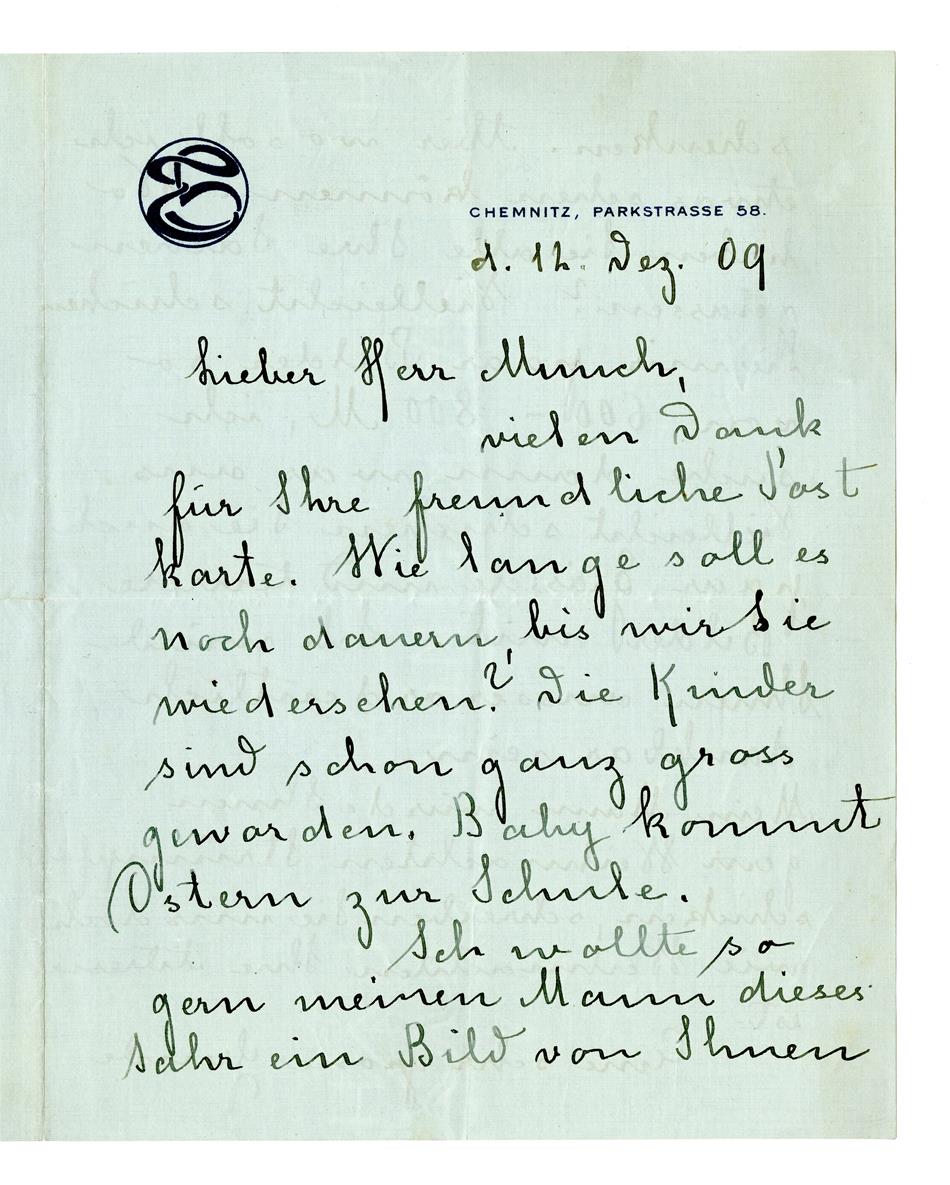 CHEMNITZ, PARKSTRASSE 58.
d. 12. Dez. 09
Lieber Herr Munch,
vielen Dank
für Ihre freundliche Post
karte. Wie lange soll es
noch dauern, bis wir Sie
wiedersehen? Die Kinder
sind schon ganz gross
geworden. Baby kommt
Ostern zur Schule.
Ich wollte so
gern meinen Mann dieses
Jahr ein Bild von Ihnen